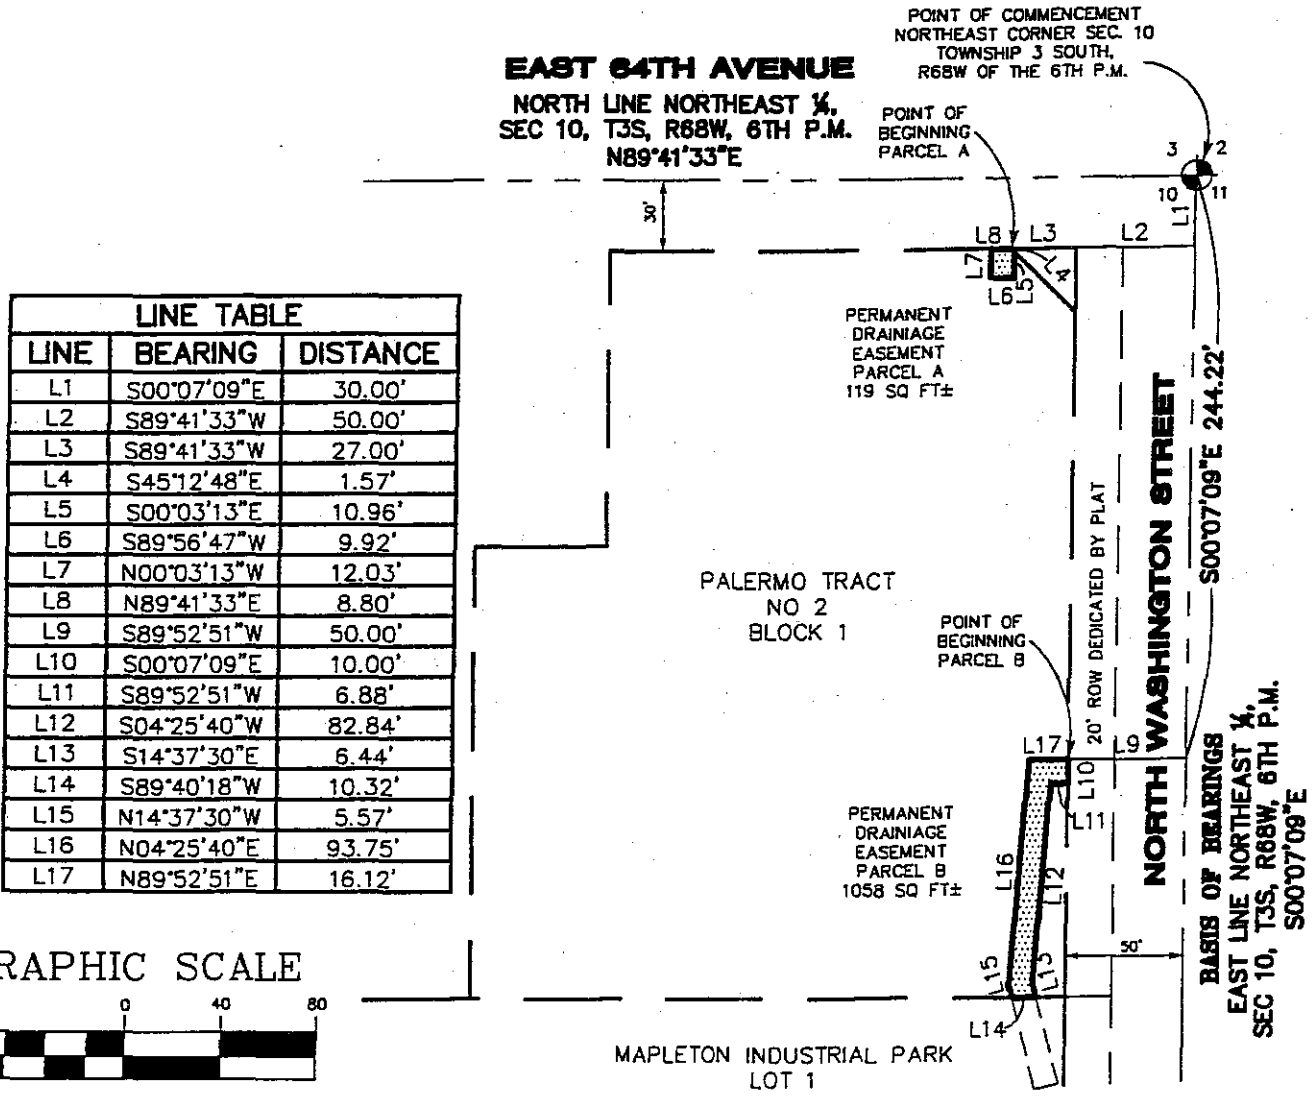 POINT OF COMMENCEMENT
NORTHEAST CORNER SEC. 10
TOWNSHIP 3 SOUTH,
R68W OF THE 6TH P.M.
EAST 64TH AVENUE
NORTH LINE NORTHEAST ¼,
SEC 10, T3S, R68W, 6TH P.M.
N89°41'33"E
POINT OF
BEGINNING
PARCEL A
3 2
10 11
30'
L1
L8 L3 L2
L7
L4
L6 L5
PERMANENT
DRAINIAGE
EASEMENT
PARCEL A
119 SQ FT±
LINE TABLE
LINE BEARING DISTANCE
L1 S00°07'09"E 30.00'
L2 S89°41'33"W 50.00'
L3 S89°41'33"W 27.00'
L4 S45°12'48"E 1.57'
L5 S00°03'13"E 10.96'
L6 S89°56'47"W 9.92'
L7 N00°03'13"W 12.03'
L8 N89°41'33"E 8.80'
L9 S89°52'51"W 50.00'
L10 S00°07'09"E 10.00'
L11 S89°52'51"W 6.88'
L12 S04°25'40"W 82.84'
L13 S14°37'30"E 6.44'
L14 S89°40'18"W 10.32'
L15 N14°37'30"W 5.57'
L16 N04°25'40"E 93.75'
L17 N89°52'51"E 16.12'
PALERMO TRACT
NO 2
BLOCK 1
POINT OF
BEGINNING
PARCEL B
20' ROW DEDICATED BY PLAT
NORTH WASHINGTON STREET
S00°07'09"E 244.22'
BASIS OF BEARINGS
EAST LINE NORTHEAST ¼,
SEC 10, T3S, R68W, 6TH P.M.
S00°07'09"E
L17 L9
L10
L11
PERMANENT
DRAINIAGE
EASEMENT
PARCEL B
1058 SQ FT±
L16
L12
50'
L15
L13
L14
RAPHIC SCALE
0 40 80
MAPLETON INDUSTRIAL PARK
LOT 1